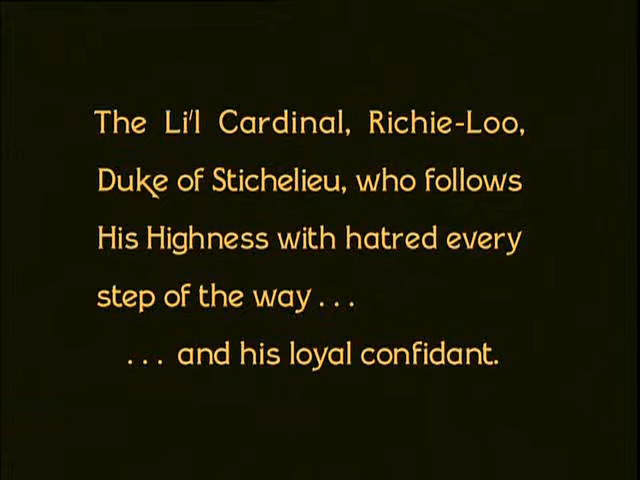 The Li'l Cardinal, Richie-Loo,
Duke of Stichelieu, who follows
His Highness with hatred every
step of the way . . .
. . . and his loyal confidant.